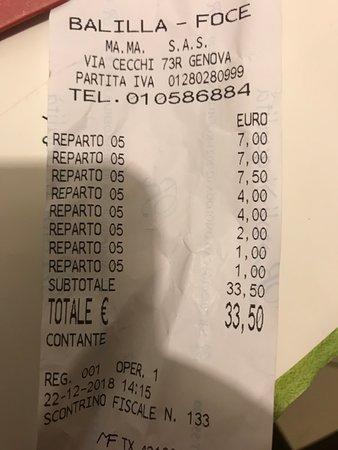 BALILLA - FOCE
MA.MA. S.A.S.
VIA CECCHI 73R GENOVA
PARTITA IVA 01280280999
TEL. 010586884
EURO
REPARTO 05 7,00
REPARTO 05 7,00
REPARTO 05 7,50
REPARTO 05 4,00
REPARTO 05 4,00
REPARTO 05 2,00
REPARTO 05 1,00
REPARTO 05 1,00
SUBTOTALE 33,50
TOTALE € 33,50
CONTANTE
REG. 001 OPER. 1
22-12-2018 14:15
SCONTRINO FISCALE N. 133
MF TX